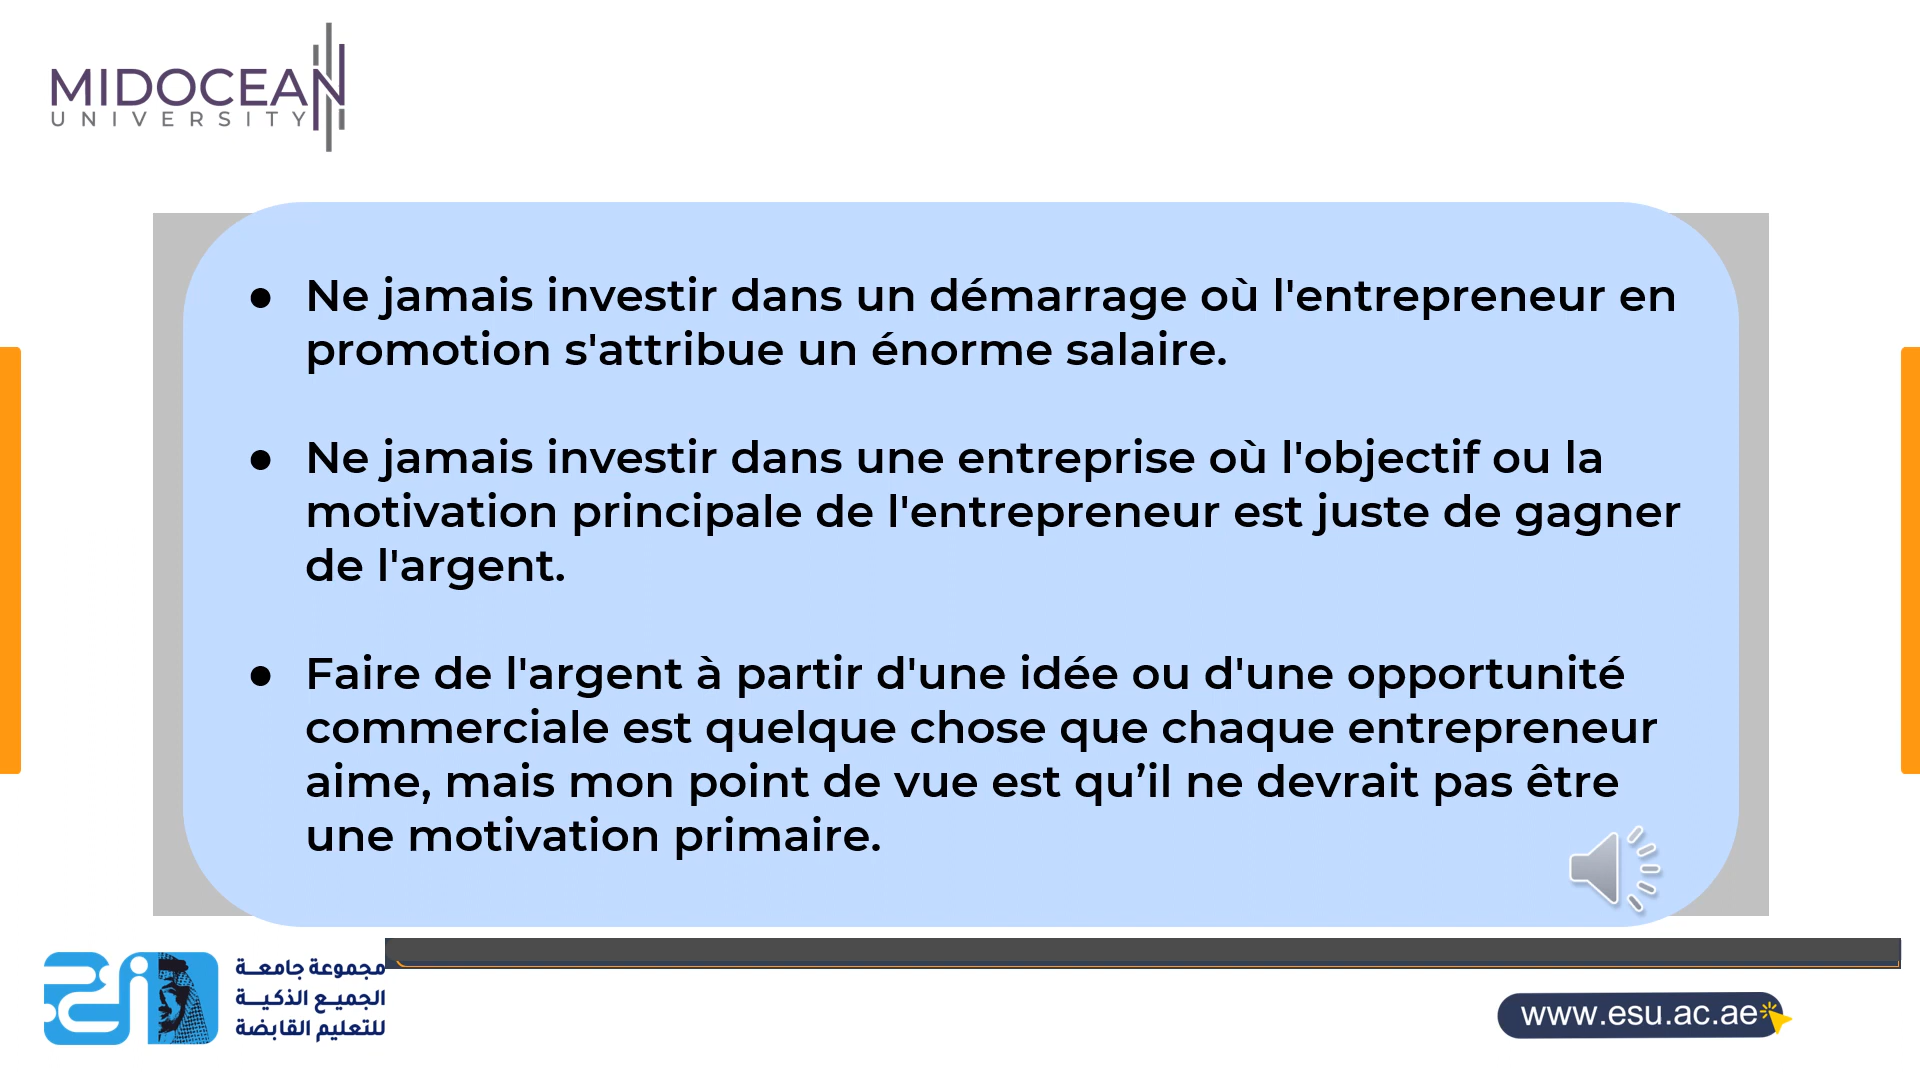 MIDOCEAN
UNIVERSITY
● Ne jamais investir dans un démarrage où l'entrepreneur en
promotion s'attribue un énorme salaire.
● Ne jamais investir dans une entreprise où l'objectif ou la
motivation principale de l'entrepreneur est juste de gagner
de l'argent.
● Faire de l'argent à partir d'une idée ou d'une opportunité
commerciale est quelque chose que chaque entrepreneur
aime, mais mon point de vue est qu’il ne devrait pas être
une motivation primaire.
مجموعة جامعـــة
الجميـــع الذكيـــة
للتعليم القابضة
www.esu.ac.ae